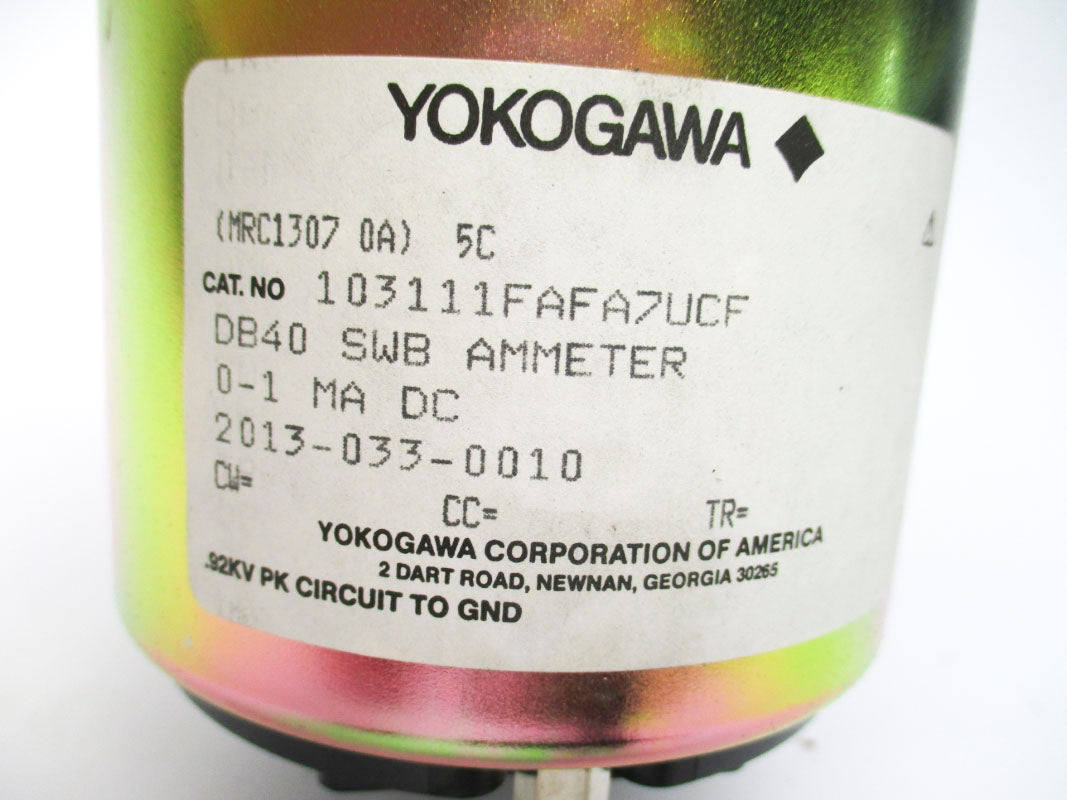 YOKOGAWA ◆
(MRC1307 0A) 5C
CAT. NO 103111FAFA7UCF
DB40 SWB AMMETER
0-1 MA DC
2013-033-0010
CW=
CC= TR=
YOKOGAWA CORPORATION OF AMERICA
2 DART ROAD, NEWNAN, GEORGIA 30265
.92KV PK CIRCUIT TO GND